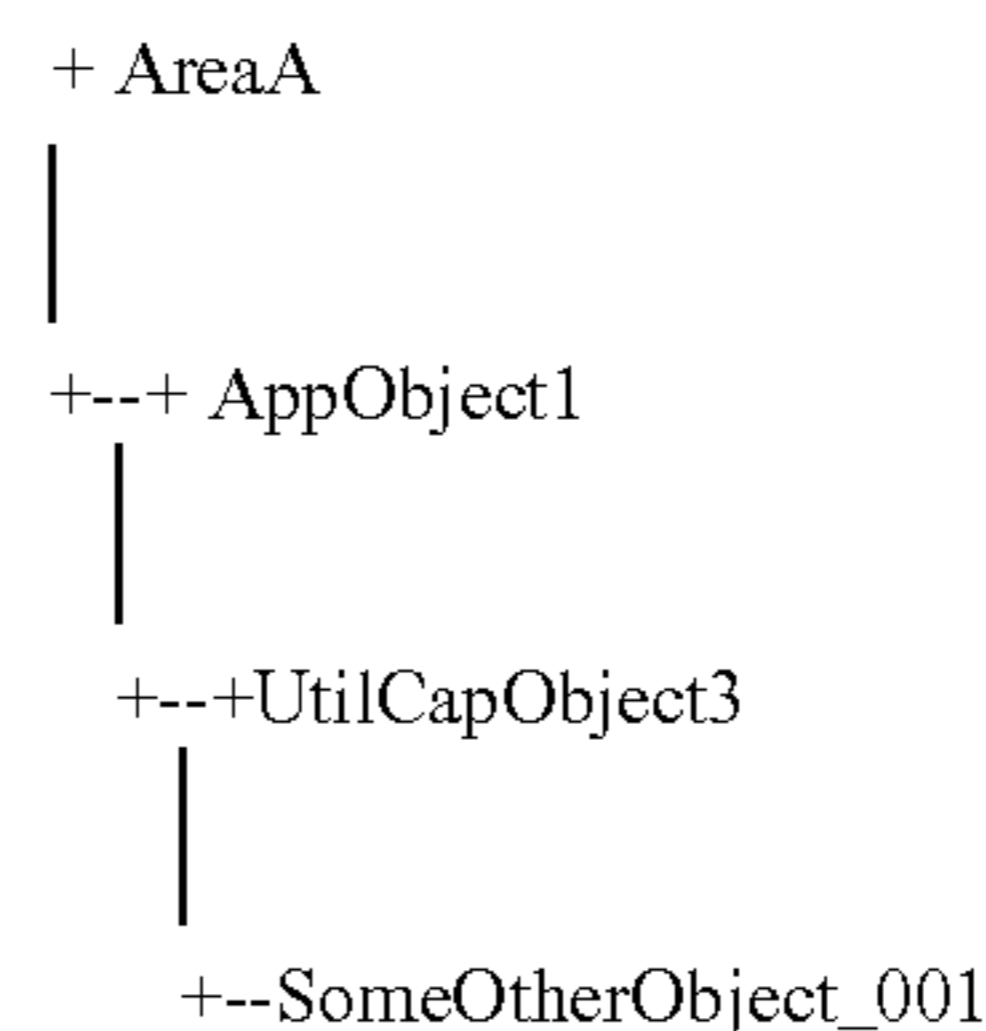 + AreaA
+--+ AppObject1
+--+UtilCapObject3
+--SomeOtherObject_001